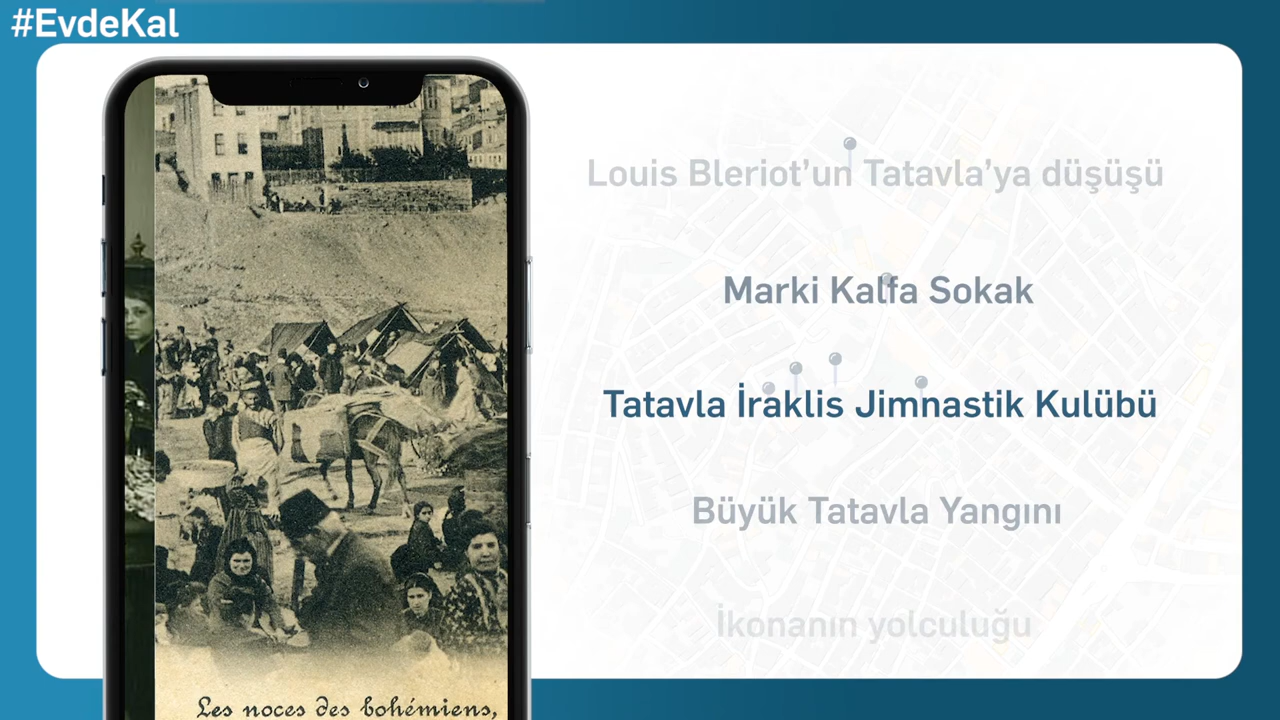 #EvdeKal
Louis Bleriot'un Tatavla'ya düşüşü
Marki Kalfa Sokak
Tatavla İraklis Jimnastik Kulübü
Büyük Tatavla Yangını
İkonanın yolculuğu
Les noces des bohémiens,